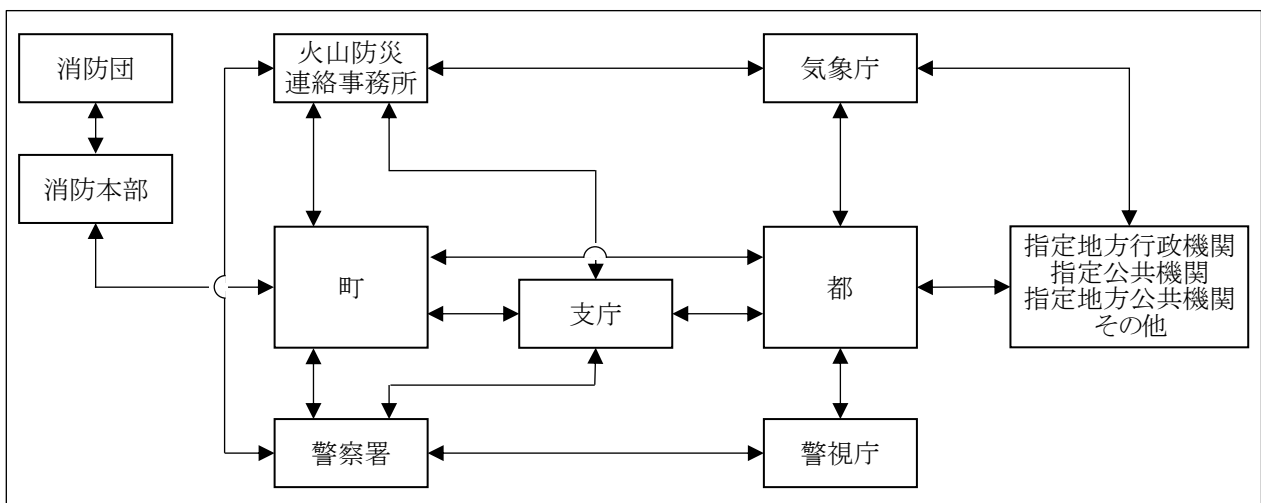 消防団
火山防災
連絡事務所
気象庁
消防本部
町
支庁
都
指定地方行政機関
指定公共機関
指定地方公共機関
その他
警察署
警視庁